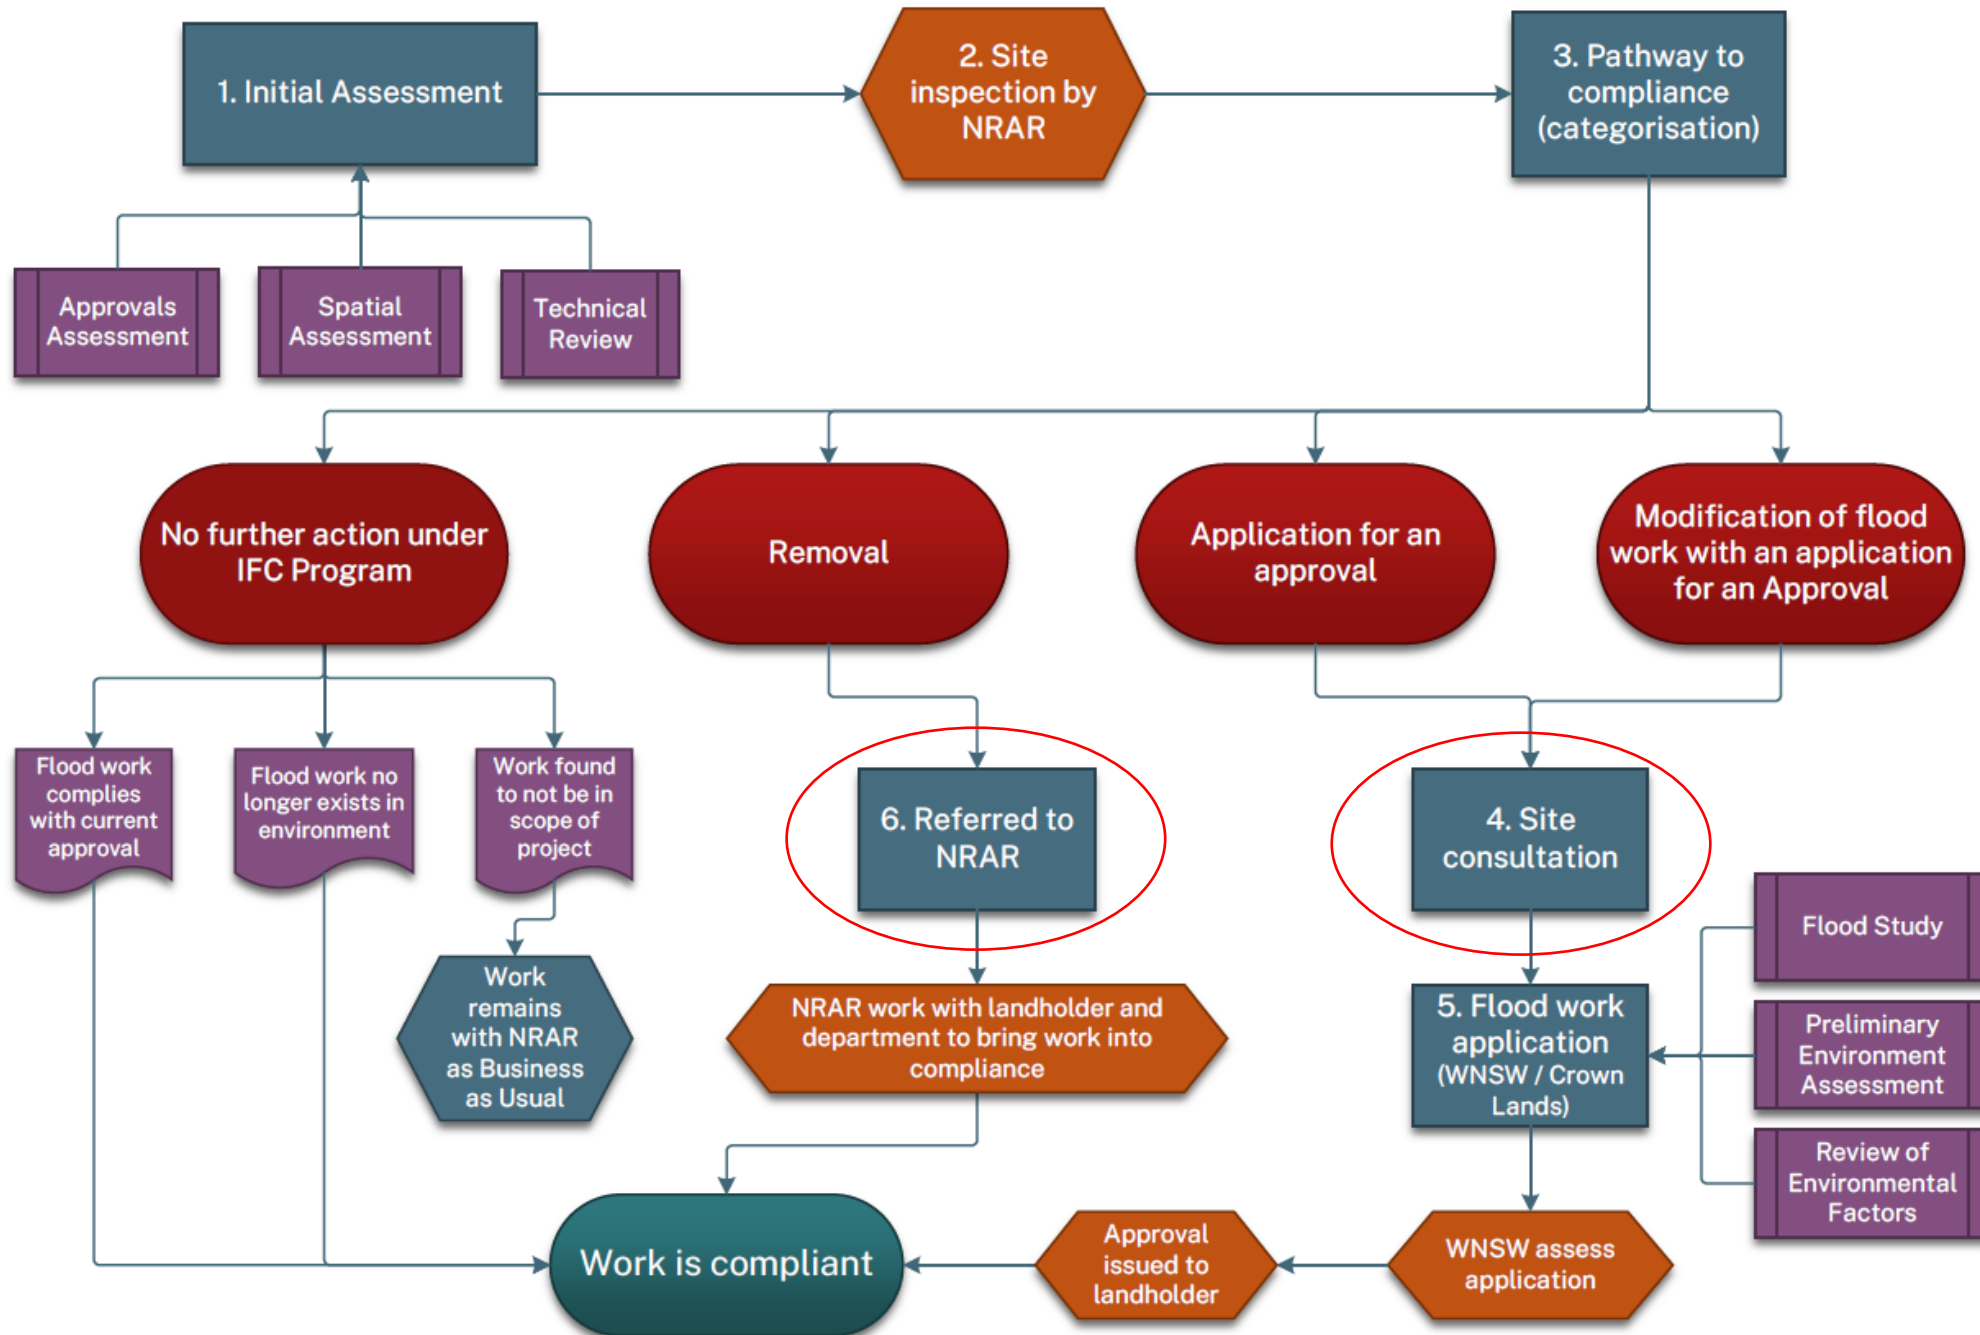 1. Initial Assessment
2. Site
inspection by
NRAR
3. Pathway to
compliance
(categorisation)
Approvals
Assessment
Spatial
Assessment
Technical
Review
No further action under
IFC Program
Removal
Application for an
approval
Modification of flood
work with an application
for an Approval
Flood work
complies
with current
approval
Flood work no
longer exists in
environment
Work found
to not be in
scope of
project
6. Referred to
NRAR
4. Site
consultation
Work
remains
with NRAR
as Business
as Usual
NRAR work with landholder and
department to bring work into
compliance
5. Flood work
application
(WNSW / Crown
Lands)
Flood Study
Preliminary
Environment
Assessment
Review of
Environmental
Factors
Work is compliant
Approval
issued to
landholder
WNSW assess
application